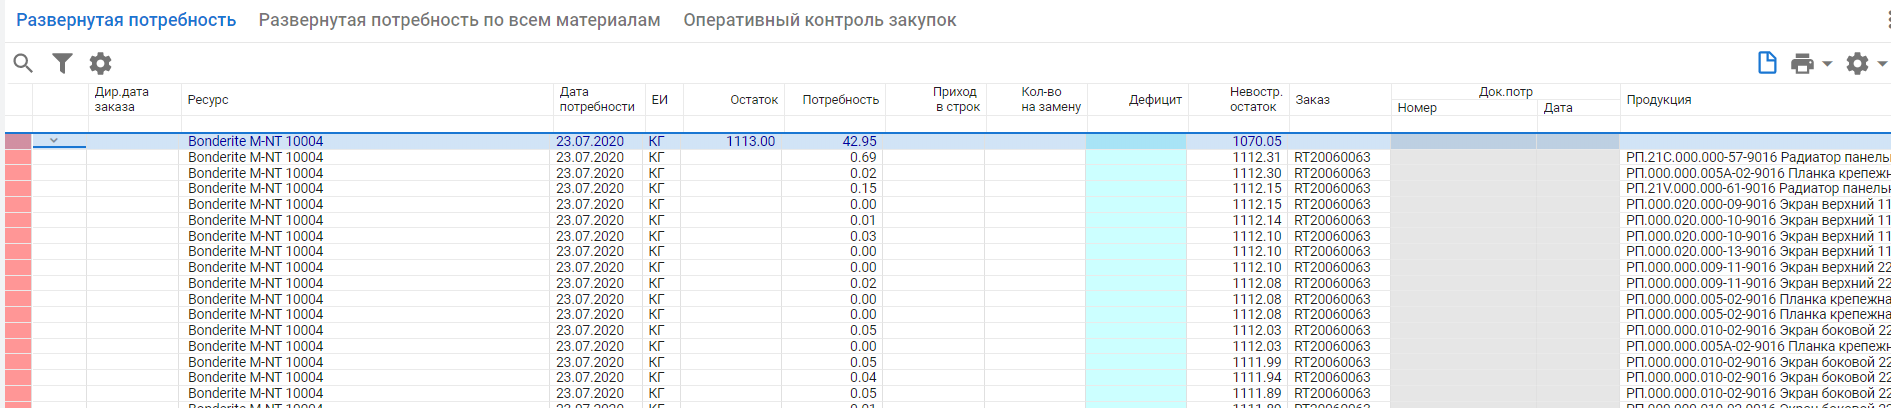 Развернутая потребность Развернутая потребность по всем материалам Оперативный контроль закупок
Дир.дата заказа Ресурс Дата потребности ЕИ Остаток Потребность Приход в строк Кол-во на замену Дефицит Невостр. остаток Заказ Док.потр Номер Дата Продукция
Bonderite M-NT 10004 23.07.2020 КГ 1113.00 42.95 1070.05
Bonderite M-NT 10004 23.07.2020 КГ 0.69 1112.31 RT20060063 РП.21С.000.000-57-9016 Радиатор панель
Bonderite M-NT 10004 23.07.2020 КГ 0.02 1112.30 RT20060063 РП.000.000.005А-02-9016 Планка крепежн
Bonderite M-NT 10004 23.07.2020 КГ 0.15 1112.15 RT20060063 РП.21V.000.000-61-9016 Радиатор панель
Bonderite M-NT 10004 23.07.2020 КГ 0.00 1112.15 RT20060063 РП.000.020.000-09-9016 Экран верхний 11
Bonderite M-NT 10004 23.07.2020 КГ 0.01 1112.14 RT20060063 РП.000.020.000-10-9016 Экран верхний 11
Bonderite M-NT 10004 23.07.2020 КГ 0.03 1112.10 RT20060063 РП.000.020.000-10-9016 Экран верхний 11
Bonderite M-NT 10004 23.07.2020 КГ 0.00 1112.10 RT20060063 РП.000.020.000-13-9016 Экран верхний 11
Bonderite M-NT 10004 23.07.2020 КГ 0.00 1112.10 RT20060063 РП.000.000.009-11-9016 Экран верхний 22
Bonderite M-NT 10004 23.07.2020 КГ 0.02 1112.08 RT20060063 РП.000.000.009-11-9016 Экран верхний 22
Bonderite M-NT 10004 23.07.2020 КГ 0.00 1112.08 RT20060063 РП.000.000.005-02-9016 Планка крепежна
Bonderite M-NT 10004 23.07.2020 КГ 0.00 1112.08 RT20060063 РП.000.000.005-02-9016 Планка крепежна
Bonderite M-NT 10004 23.07.2020 КГ 0.05 1112.03 RT20060063 РП.000.000.010-02-9016 Экран боковой 22
Bonderite M-NT 10004 23.07.2020 КГ 0.00 1112.03 RT20060063 РП.000.000.005А-02-9016 Планка крепежн
Bonderite M-NT 10004 23.07.2020 КГ 0.05 1111.99 RT20060063 РП.000.000.010-02-9016 Экран боковой 22
Bonderite M-NT 10004 23.07.2020 КГ 0.04 1111.94 RT20060063 РП.000.000.010-02-9016 Экран боковой 22
Bonderite M-NT 10004 23.07.2020 КГ 0.05 1111.89 RT20060063 РП.000.000.010-02-9016 Экран боковой 22